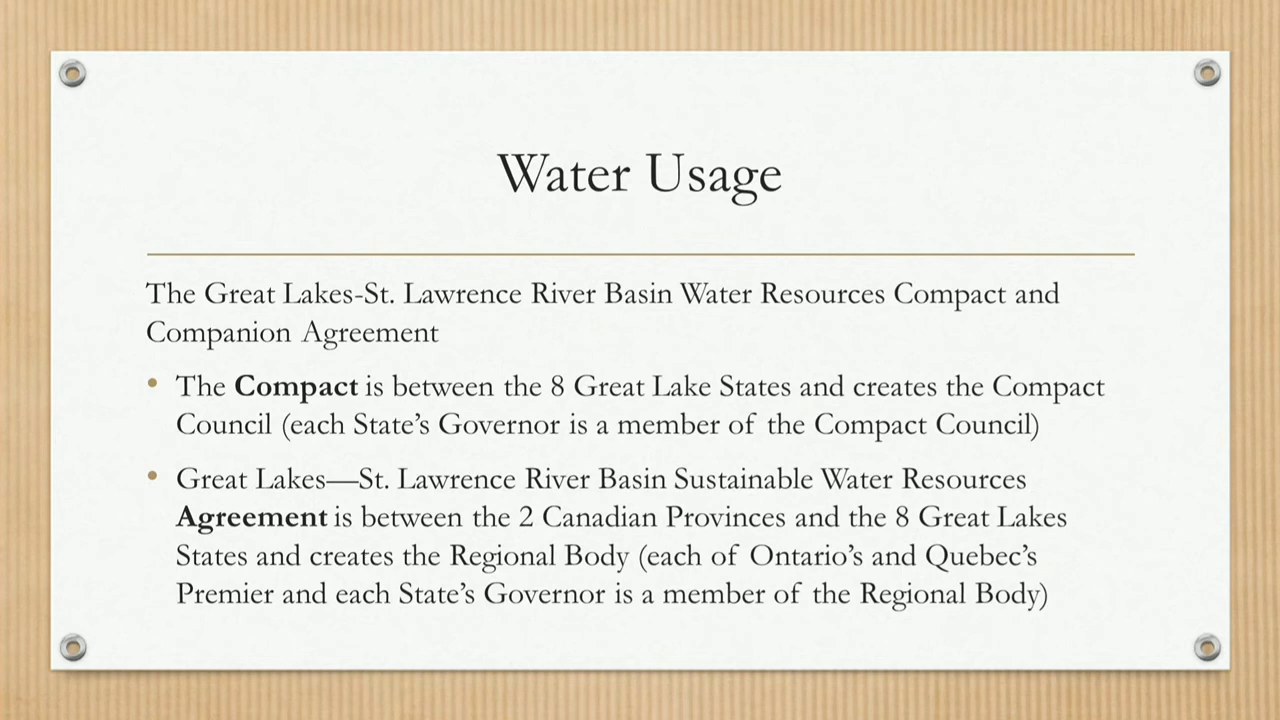 Water Usage
The Great Lakes-St. Lawrence River Basin Water Resources Compact and
Companion Agreement
• The Compact is between the 8 Great Lake States and creates the Compact
Council (each State’s Governor is a member of the Compact Council)
• Great Lakes—St. Lawrence River Basin Sustainable Water Resources
Agreement is between the 2 Canadian Provinces and the 8 Great Lakes
States and creates the Regional Body (each of Ontario’s and Quebec’s
Premier and each State’s Governor is a member of the Regional Body)